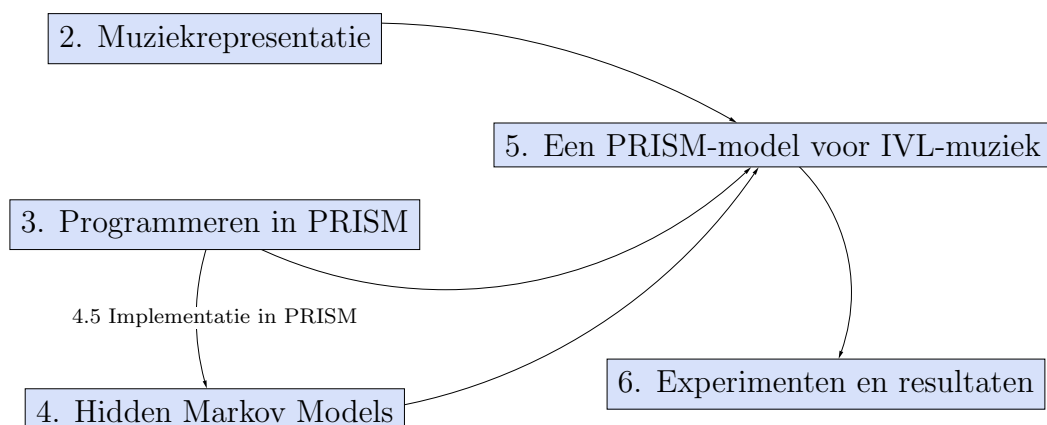 2. Muziekrepresentatie
5. Een PRISM-model voor IVL-muziek
3. Programmeren in PRISM
4.5 Implementatie in PRISM
6. Experimenten en resultaten
4. Hidden Markov Models